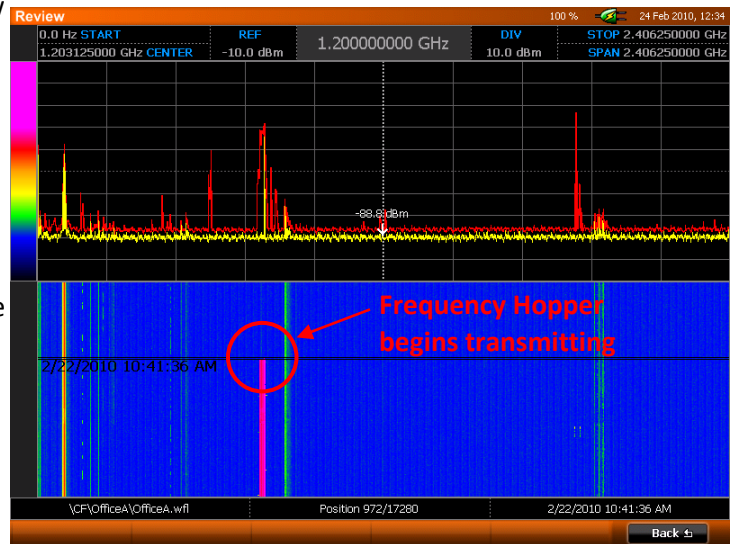 Review 100 % 24 Feb 2010, 12:34
0.0 Hz START REF 1.200000000 GHz DIV STOP 2.406250000 GHz
1.203125000 GHz CENTER -10.0 dBm 10.0 dBm SPAN 2.406250000 GHz
-88.8 dBm
Frequency Hopper
begins transmitting
2/22/2010 10:41:36 AM
\CF\OfficeA\OfficeA.wfl Position 972/17280 2/22/2010 10:41:36 AM
Back